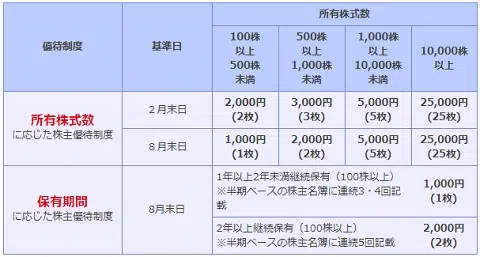 優待制度
基準日
所有株式数
100株
以上
500株
未満
500株
以上
1,000株
未満
1,000株
以上
10,000株
未満
10,000株
以上
所有株式数
に応じた株主優待制度
2月末日
2,000円
(2枚)
3,000円
(3枚)
5,000円
(5枚)
25,000円
(25枚)
8月末日
1,000円
(1枚)
2,000円
(2枚)
5,000円
(5枚)
25,000円
(25枚)
保有期間
に応じた株主優待制度
8月末日
1年以上2年未満継続保有（100株以上）
※半期ベースの株主名簿に連続3・4回記
載
1,000円
(1枚)
2年以上継続保有（100株以上）
※半期ベースの株主名簿に連続5回記載
2,000円
(2枚)